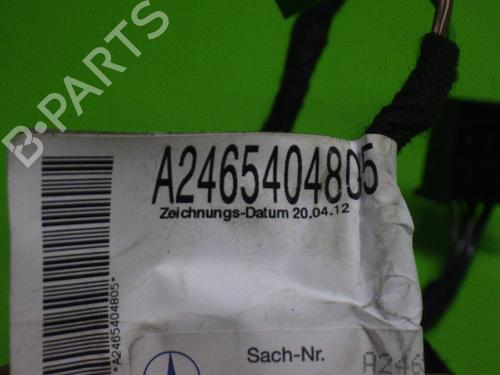 B-PARTS
A2465404805
Zeichnungs-Datum 20.04.12
*A2465404805*
Sach-Nr.
A246